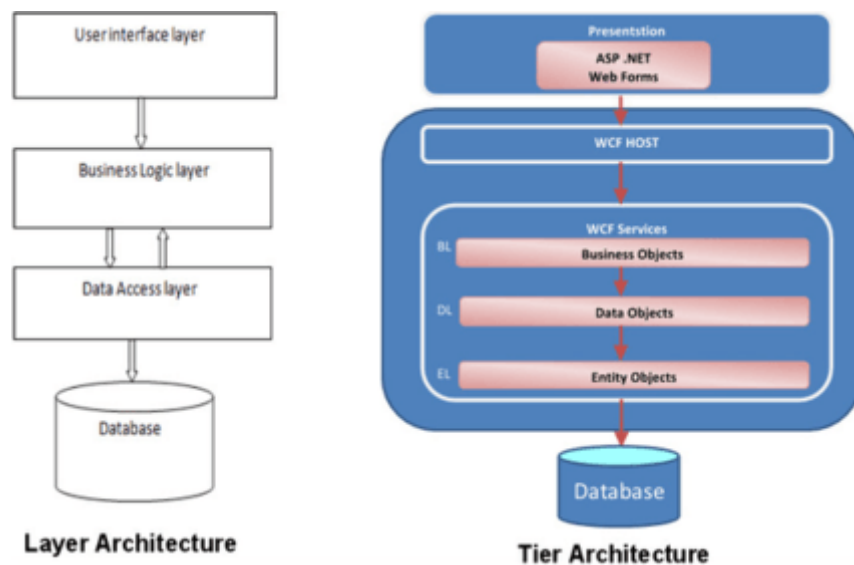 User interface layer
Business Logic layer
Data Access layer
Database
Layer Architecture
Presentstion
ASP .NET
Web Forms
WCF HOST
WCF Services
BL
Business Objects
DL
Data Objects
EL
Entity Objects
Database
Tier Architecture